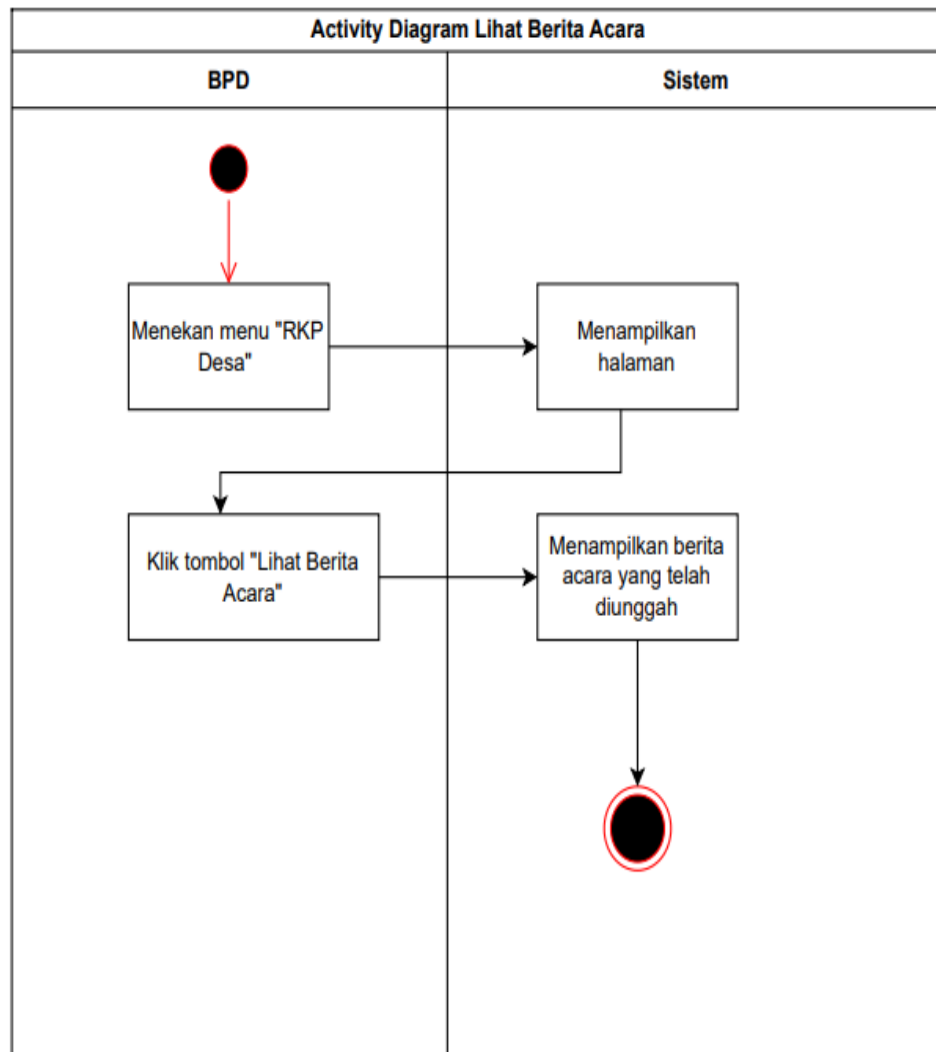 Activity Diagram Lihat Berita Acara
BPD
Sistem
Menekan menu "RKP
Desa"
Menampilkan
halaman
Klik tombol "Lihat Berita
Acara"
Menampilkan berita
acara yang telah
diunggah